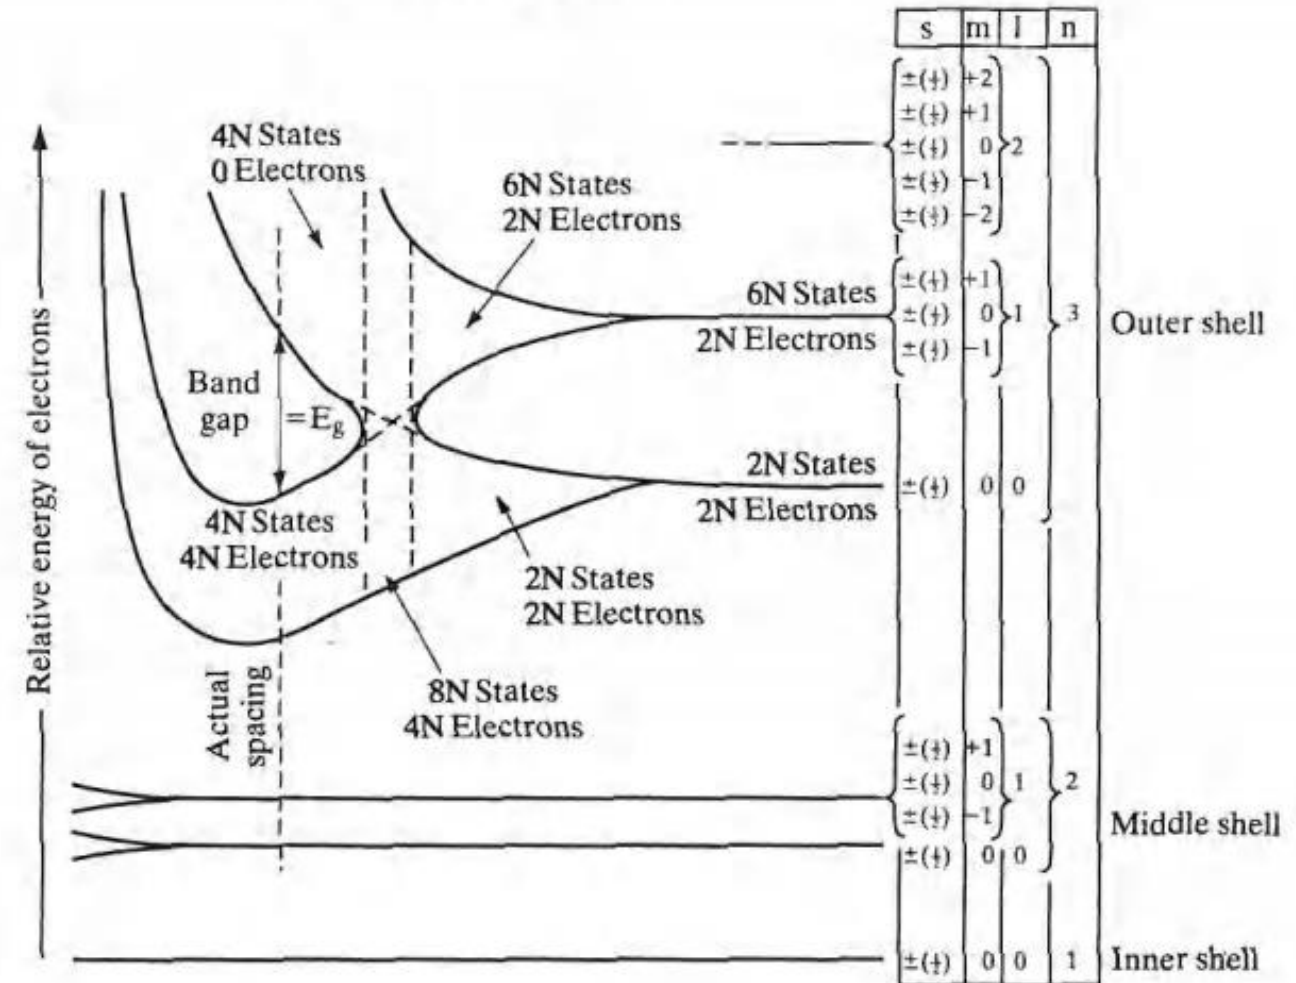 s m l n
±(½) +2
±(½) +1
±(½) 0 2
±(½) −1
±(½) −2
4N States
0 Electrons
6N States
2N Electrons
±(½) +1
6N States
±(½) 0 1 3 Outer shell
2N Electrons
±(½) −1
Band
gap
=Eg
2N States
±(½) 0 0
2N Electrons
4N States
4N Electrons
2N States
2N Electrons
8N States
4N Electrons
Actual
spacing
Relative energy of electrons
±(½) +1
±(½) 0 1 2
±(½) −1
Middle shell
±(½) 0 0
±(½) 0 0 1 Inner shell